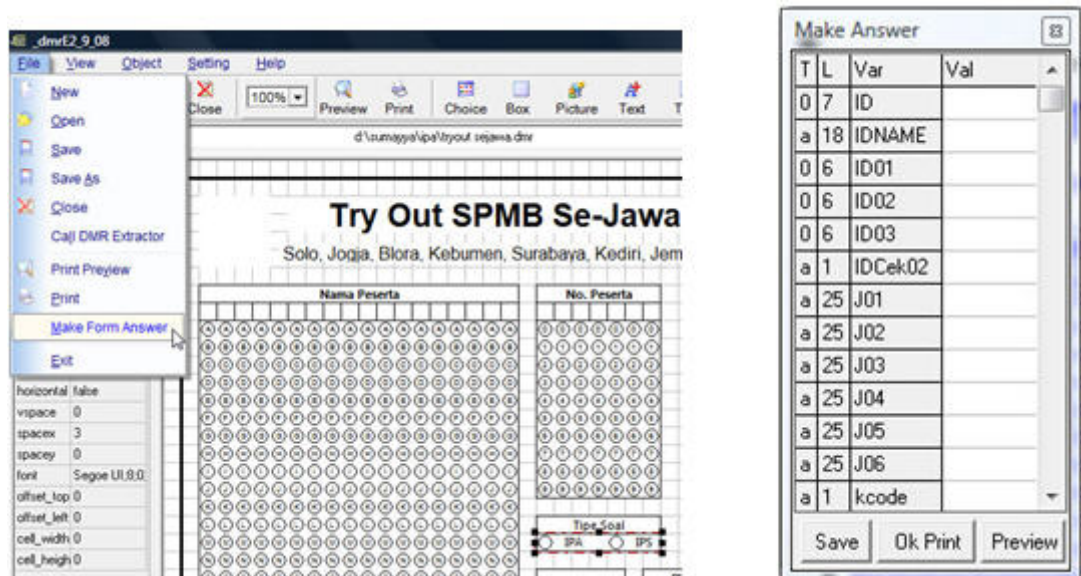 _dmrE2_9_08
File View Object Setting Help
New
Open
Save
Save As
Close
Call DMR Extractor
Print Preview
Print
Make Form Answer
Exit
Close 100% Preview Print Choice Box Picture Text
d:\sumayya\ipa\tryout sejawa.dmr
Try Out SPMB Se-Jawa
Solo, Jogja, Blora, Kebumen, Surabaya, Kediri, Jem
Nama Peserta
No. Peserta
Tipe Soal
IPA IPS
horizontal false
vspace 0
spacex 3
spacey 0
font Segoe UI;8;0;
offset_top 0
offset_left 0
cell_width 0
cell_heigh 0
Make Answer
T L Var Val
0 7 ID
a 18 IDNAME
0 6 ID01
0 6 ID02
0 6 ID03
a 1 IDCek02
a 25 J01
a 25 J02
a 25 J03
a 25 J04
a 25 J05
a 25 J06
a 1 kcode
Save Ok Print Preview